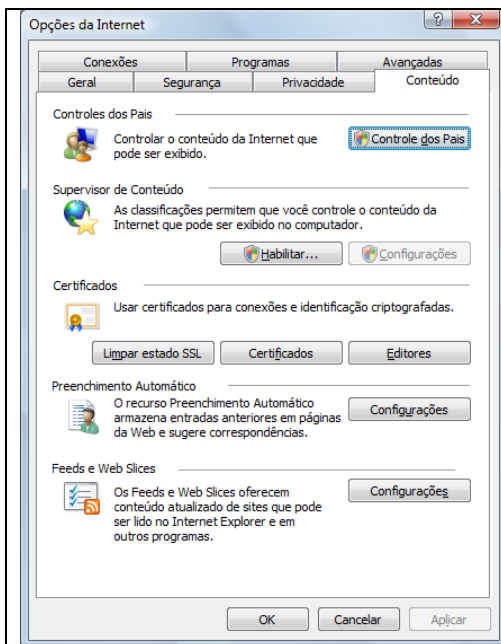 Opções da Internet
Conexões Programas Avançadas
Geral Segurança Privacidade Conteúdo
Controles dos Pais
Controlar o conteúdo da Internet que
pode ser exibido.
Controle dos Pais
Supervisor de Conteúdo
As classificações permitem que você controle o conteúdo da
Internet que pode ser exibido no computador.
Habilitar... Configurações
Certificados
Usar certificados para conexões e identificação criptografadas.
Limpar estado SSL Certificados Editores
Preenchimento Automático
O recurso Preenchimento Automático
armazena entradas anteriores em páginas
da Web e sugere correspondências.
Configurações
Feeds e Web Slices
Os Feeds e Web Slices oferecem
conteúdo atualizado de sites que pode
ser lido no Internet Explorer e em
outros programas.
Configurações
OK Cancelar Aplicar